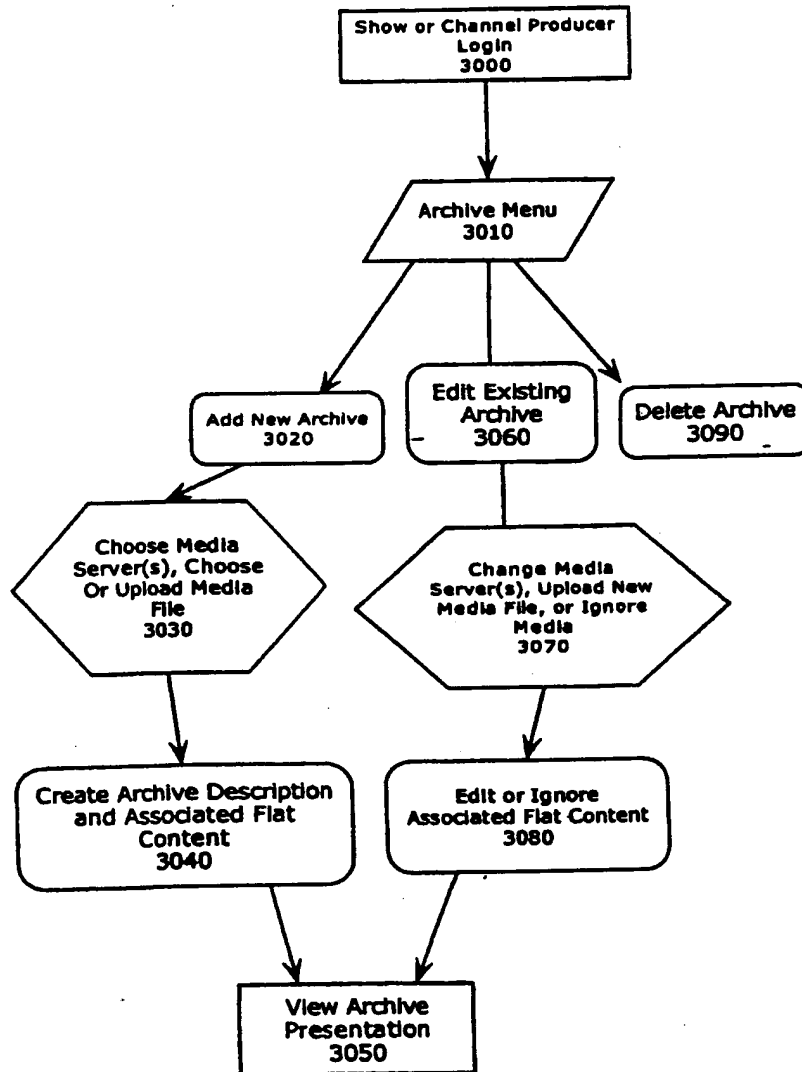 Show or Channel Producer
Login
3000
Archive Menu
3010
Add New Archive
3020
Edit Existing
Archive
3060
Delete Archive
3090
Choose Media
Server(s), Choose
Or Upload Media
File
3030
Change Media
Server(s), Upload New
Media File, or Ignore
Media
3070
Create Archive Description
and Associated Flat
Content
3040
Edit or Ignore
Associated Flat Content
3080
View Archive
Presentation
3050